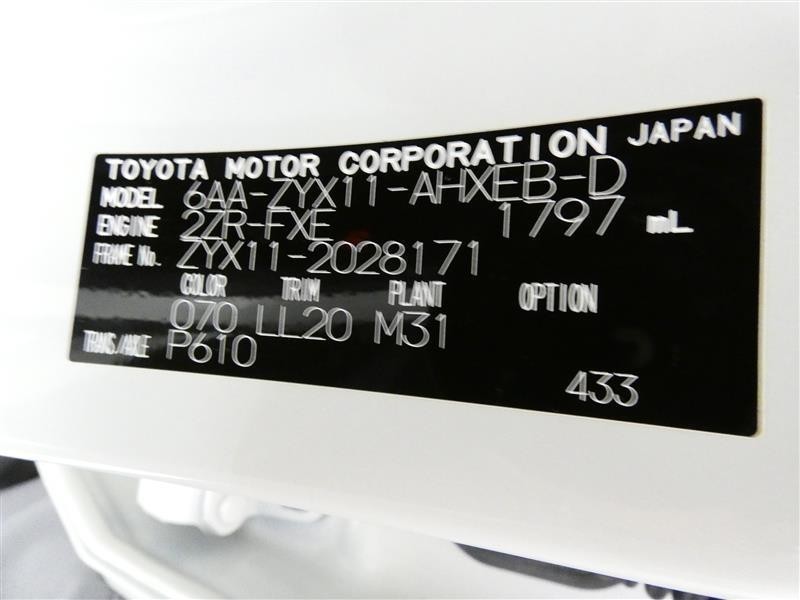 TOYOTA MOTOR CORPORATION JAPAN
MODEL 6AA-ZYX11-AHXEB-D
ENGINE 2ZR-FXE 1797 mL
FRAME No. ZYX11-2028171
COLOR TRIM PLANT OPTION
070 LL20 M31
TRANS./AXLE P610
433